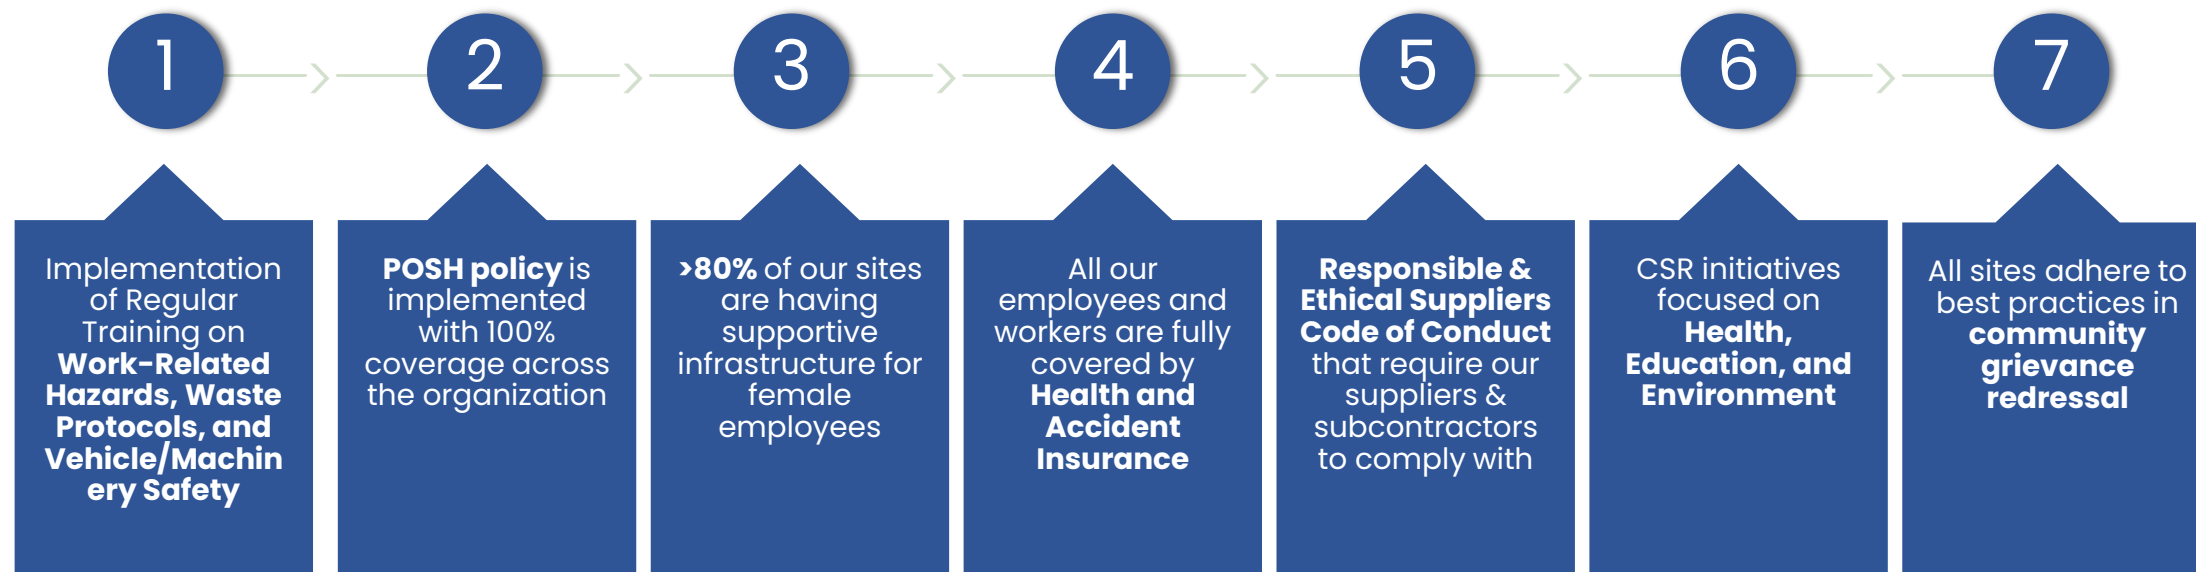 1
2
3
4
5
6
7
Implementation
of Regular
Training on
Work-Related
Hazards, Waste
Protocols, and
Vehicle/Machin
ery Safety
POSH policy is
implemented
with 100%
coverage across
the organization
>80% of our sites
are having
supportive
infrastructure for
female
employees
All our
employees and
workers are fully
covered by
Health and
Accident
Insurance
Responsible &
Ethical Suppliers
Code of Conduct
that require our
suppliers &
subcontractors
to comply with
CSR initiatives
focused on
Health,
Education, and
Environment
All sites adhere to
best practices in
community
grievance
redressal